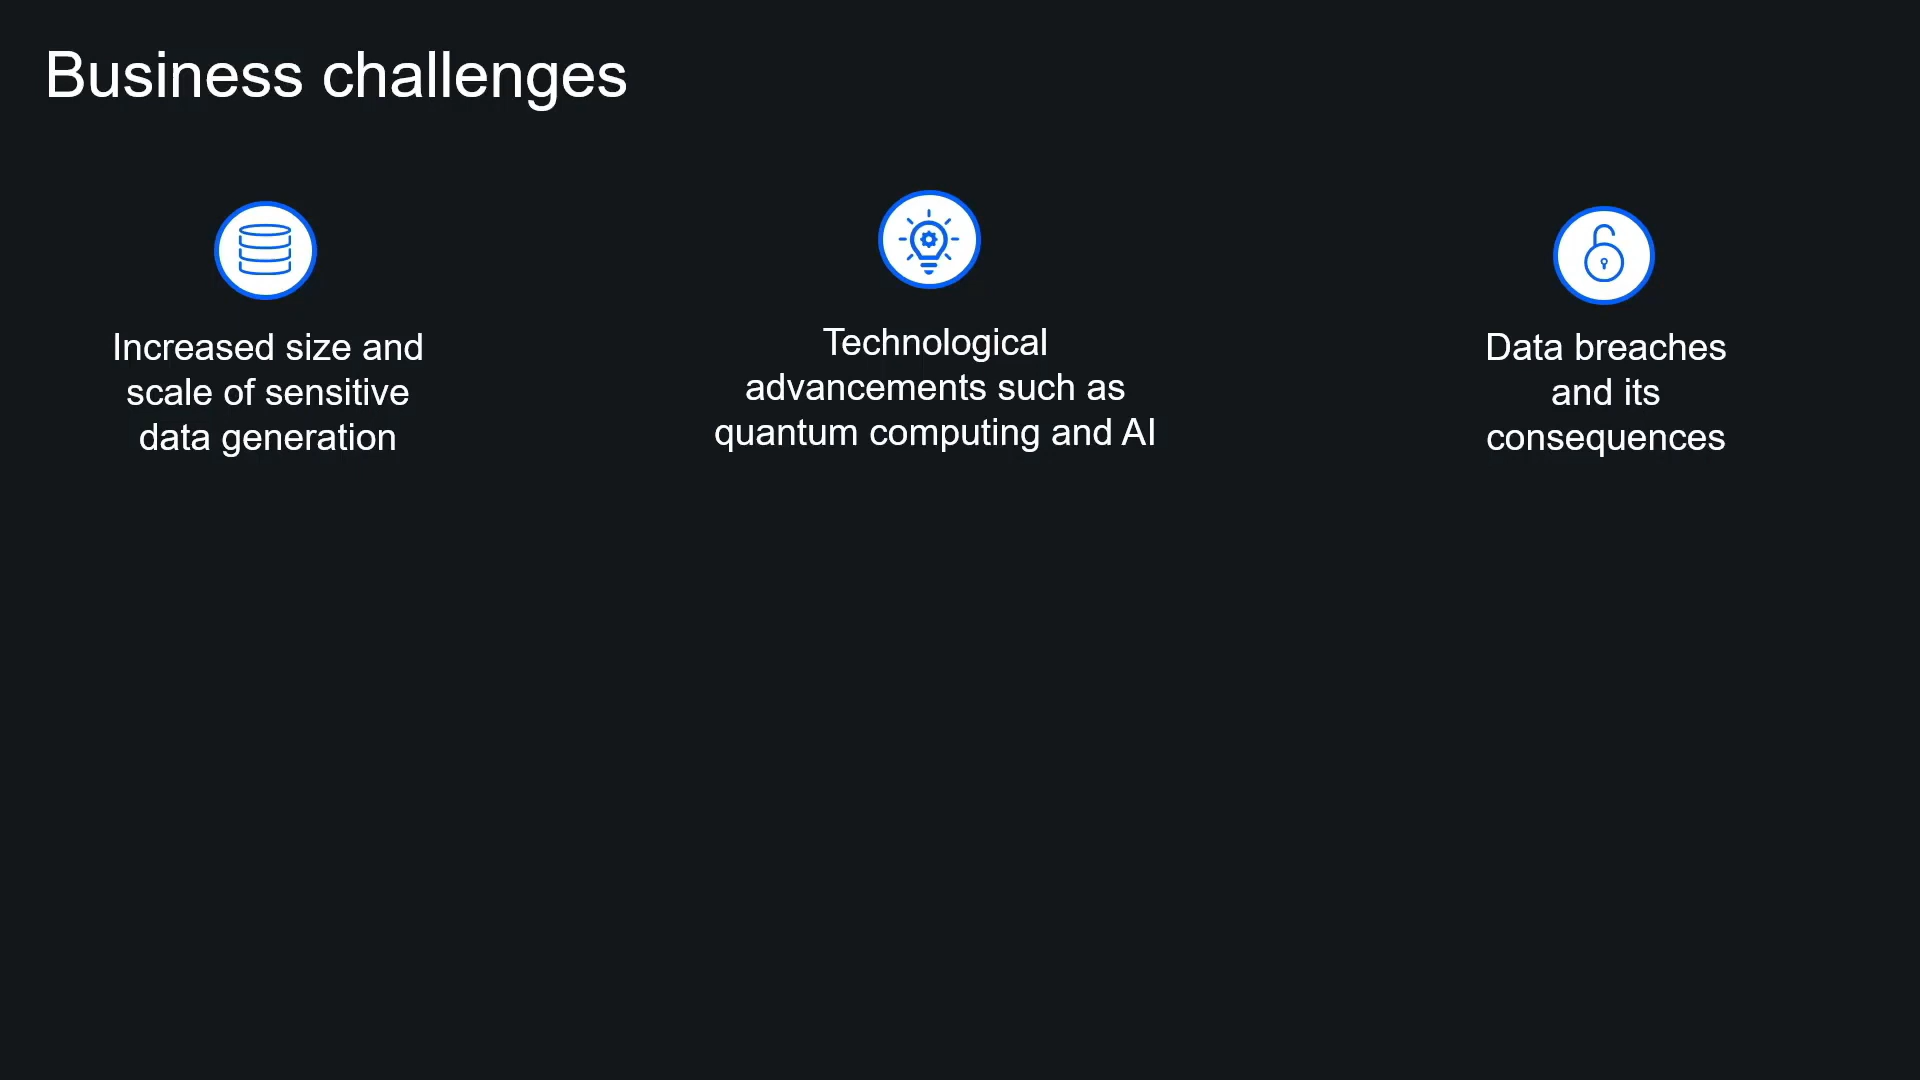 Business challenges
Increased size and
scale of sensitive
data generation
Technological
advancements such as
quantum computing and AI
Data breaches
and its
consequences